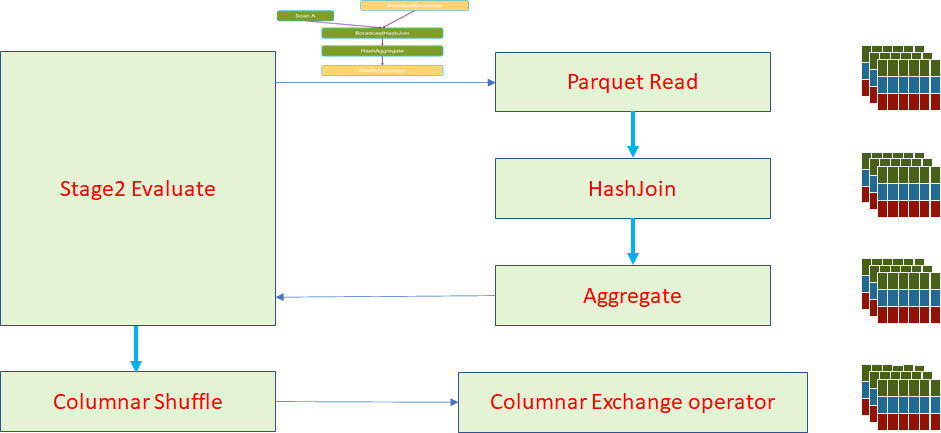 BroadcastExchange
Scan A
BoradcastHashJoin
HashAggregate
ShuffleExchange
Parquet Read
Stage2 Evaluate
HashJoin
Aggregate
Columnar Shuffle
Columnar Exchange operator